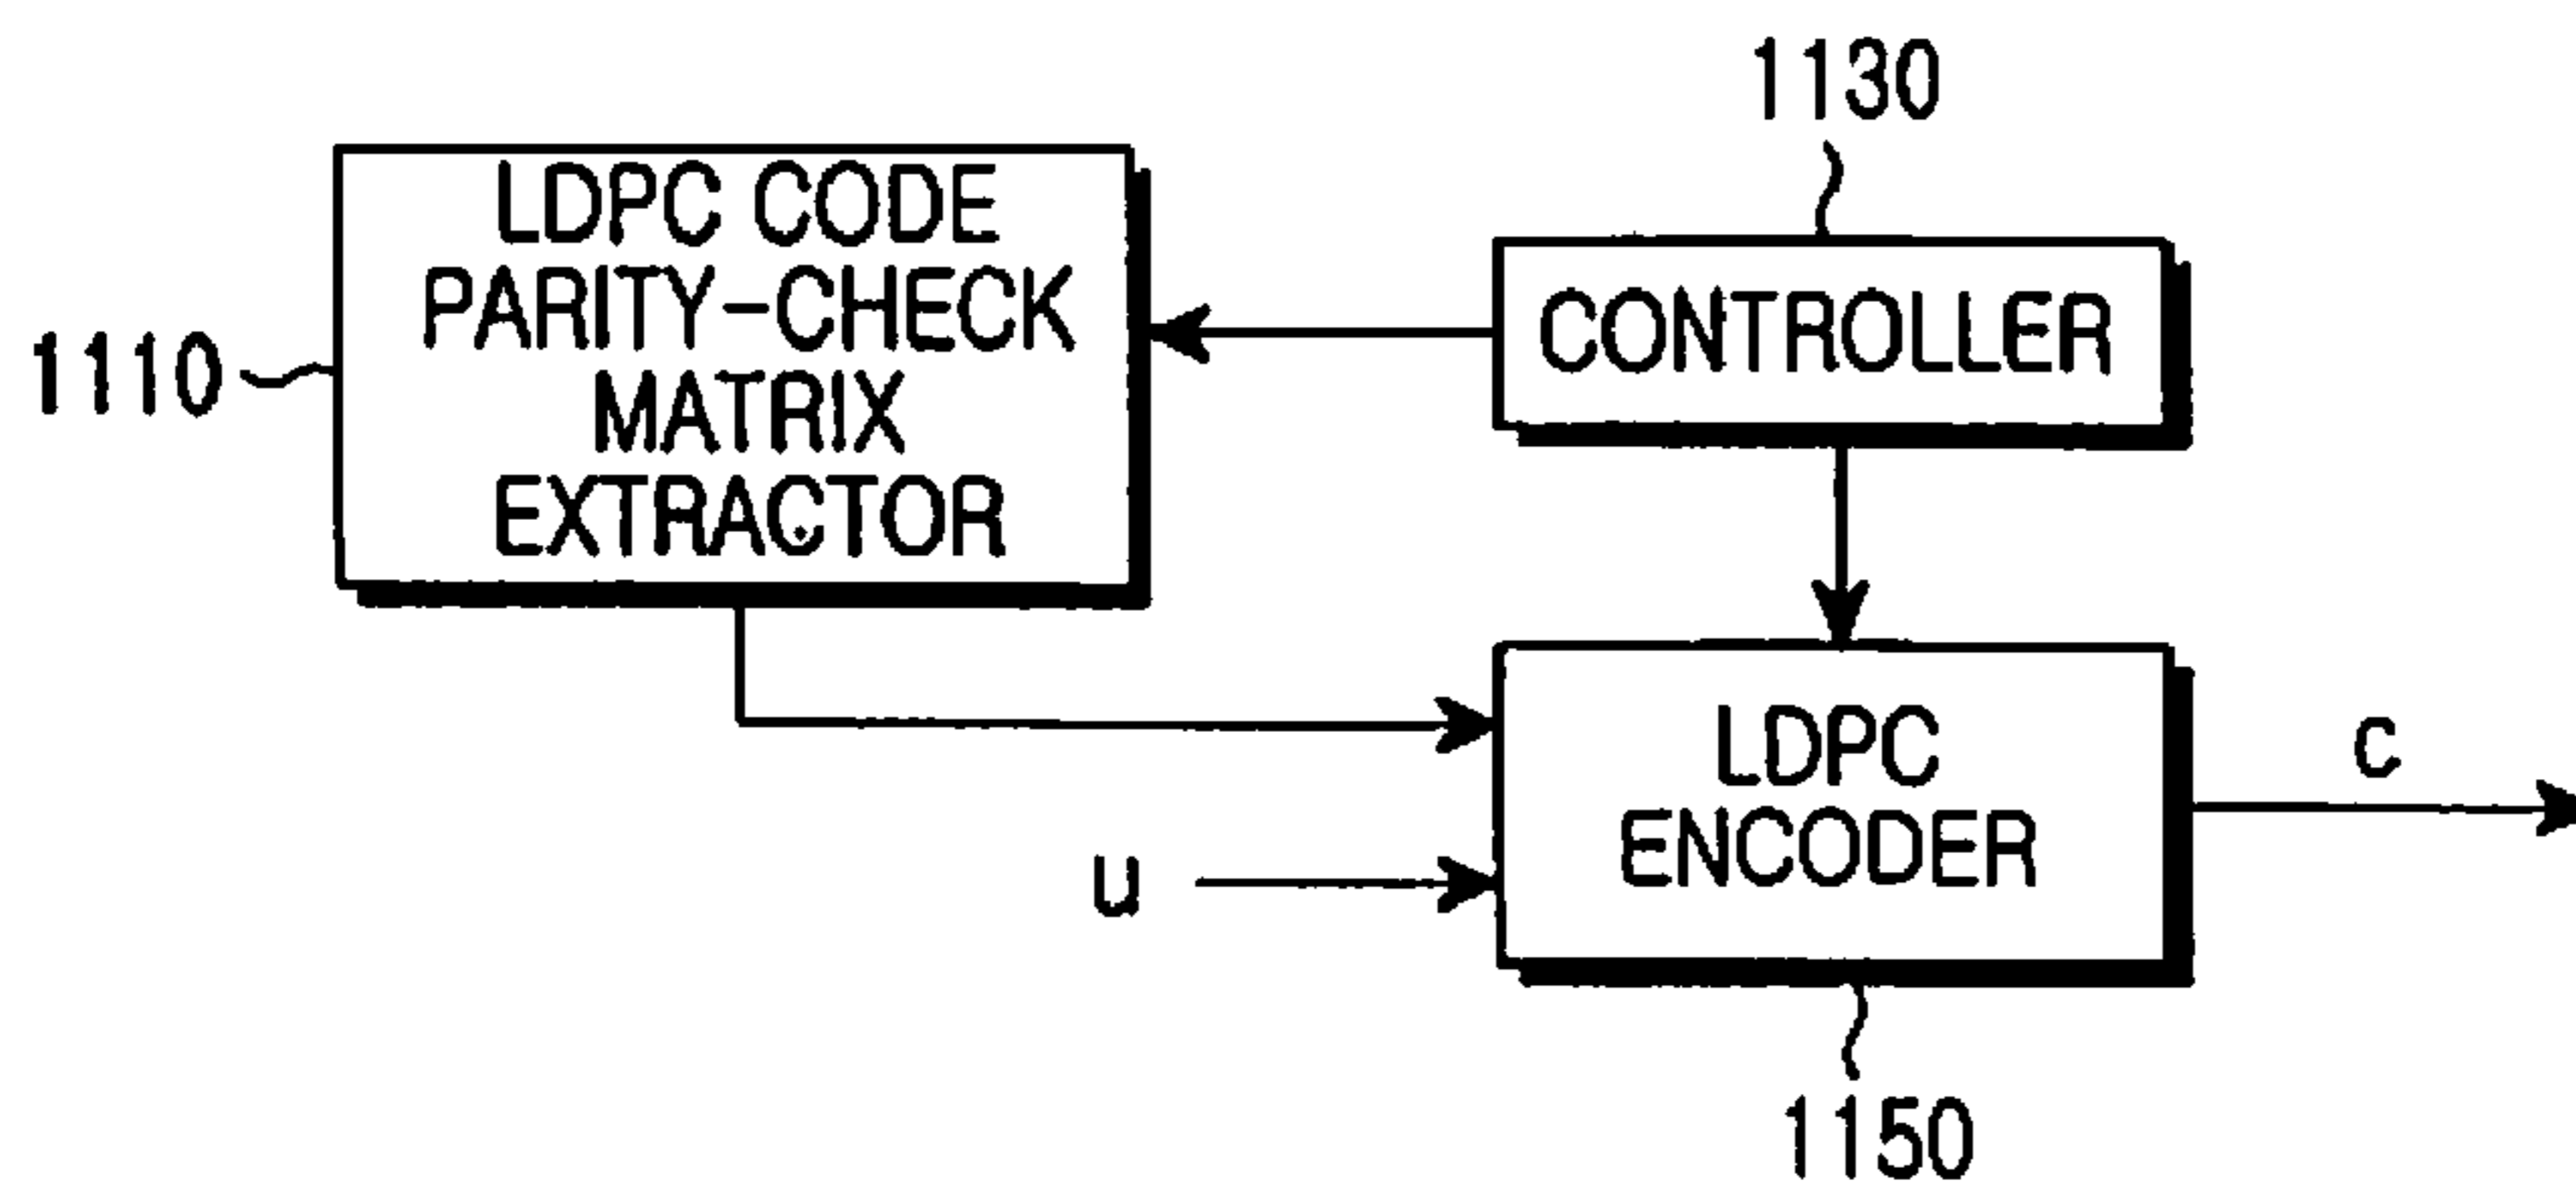 1130
LDPC CODE
PARITY-CHECK
MATRIX
EXTRACTOR
CONTROLLER
1110
LDPC
ENCODER
c
u
1150